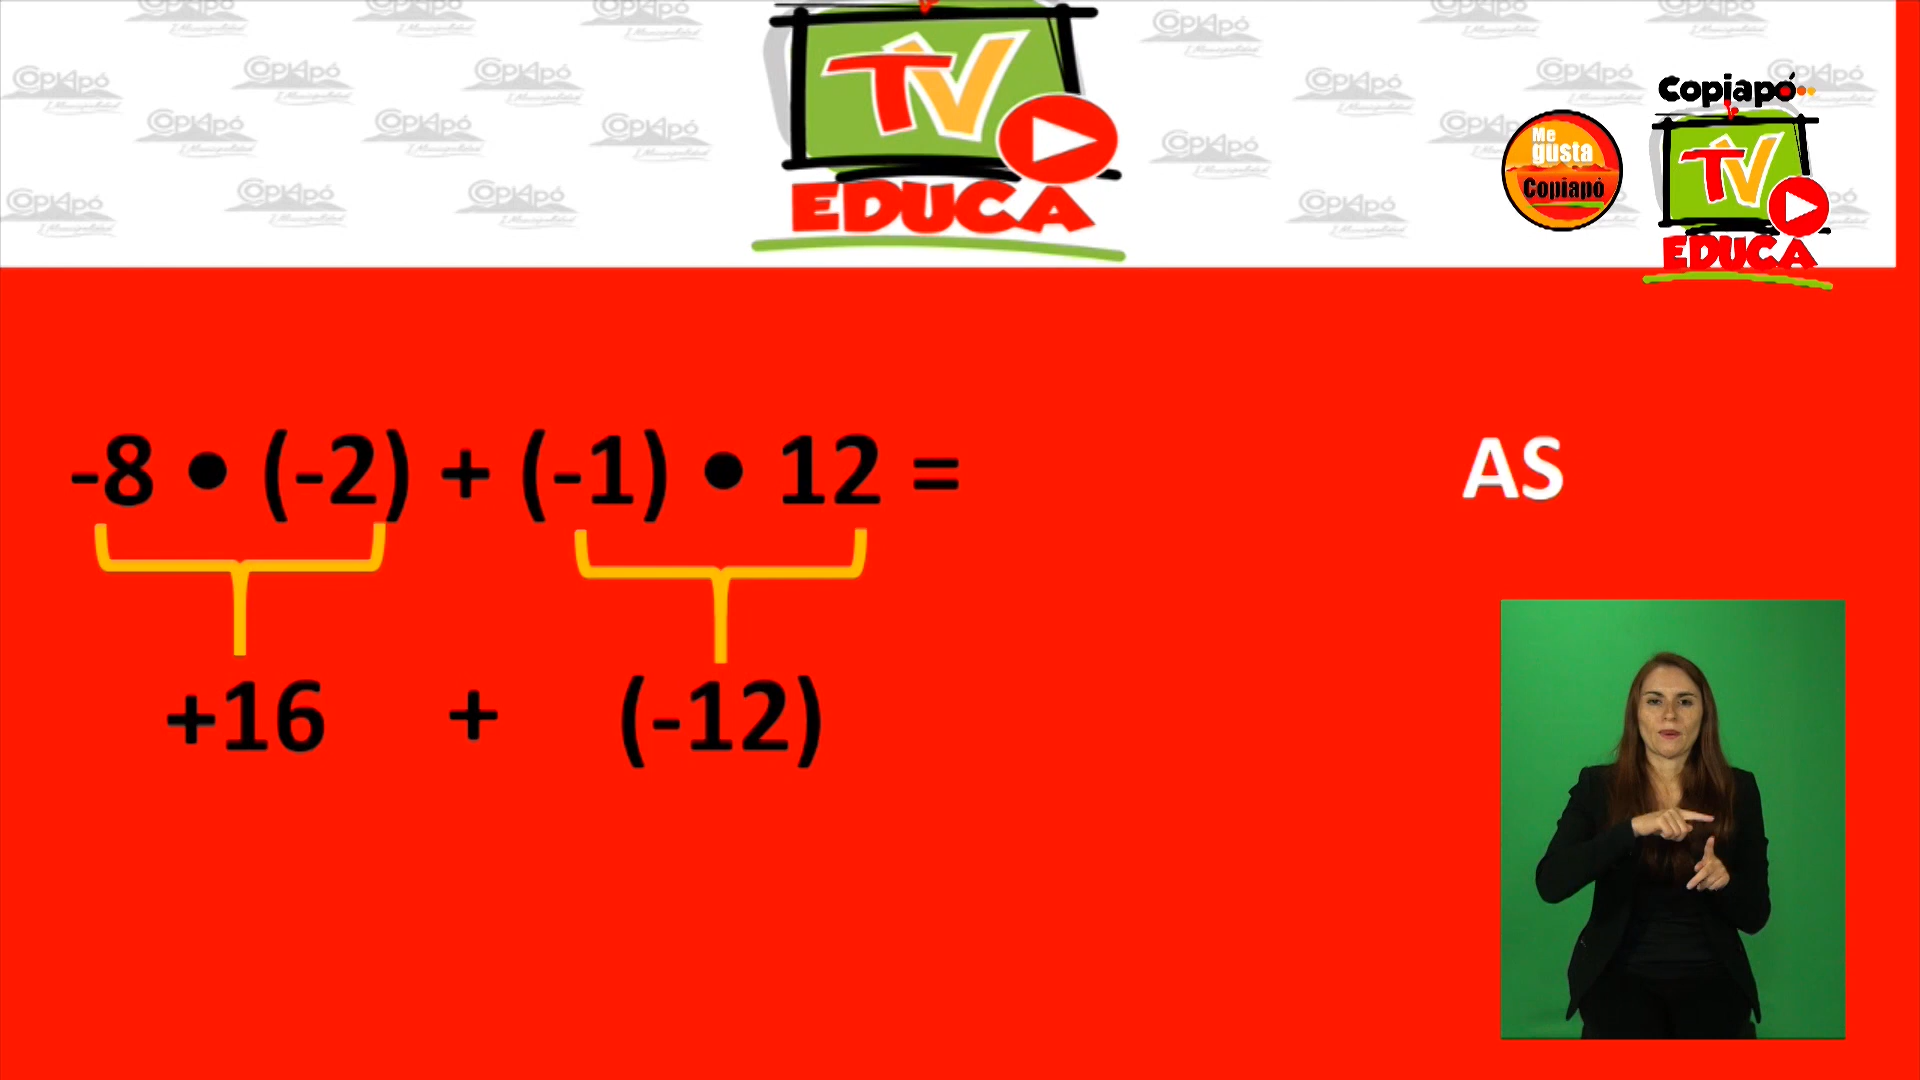 TV
EDUCA
Copiapó
Me
gusta
Copiapó
TV
EDUCA
-8 • (-2) + (-1) • 12 =
AS
+16 + (-12)